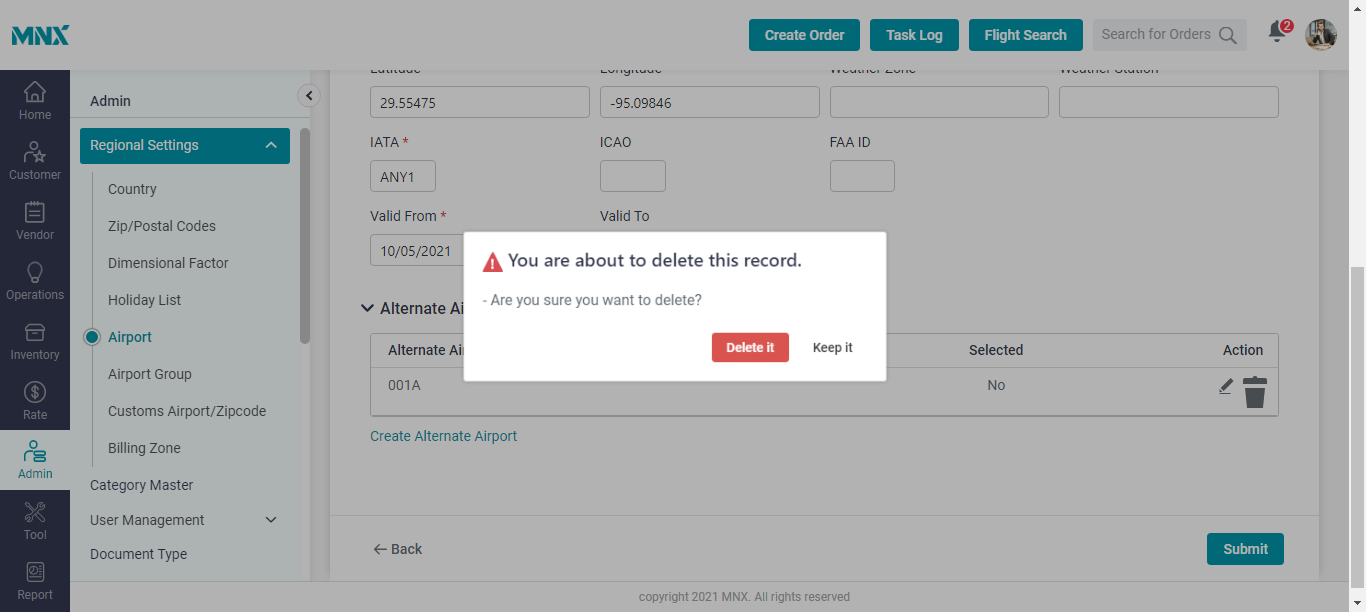 MNX
Create Order
Task Log
Flight Search
Search for Orders
2
Home
Customer
Vendor
Operations
Inventory
Rate
Admin
Tool
Report
Admin
Regional Settings
Country
Zip/Postal Codes
Dimensional Factor
Holiday List
Airport
Airport Group
Customs Airport/Zipcode
Billing Zone
Category Master
User Management
Document Type
Latitude Longitude Weather Zone Weather Station
29.55475 -95.09846
IATA * ICAO FAA ID
ANY1
Valid From * Valid To
10/05/2021
You are about to delete this record.
- Are you sure you want to delete?
Delete it Keep it
Alternate Ai
Alternate Ai Selected Action
001A No
Create Alternate Airport
Back Submit
copyright 2021 MNX. All rights reserved